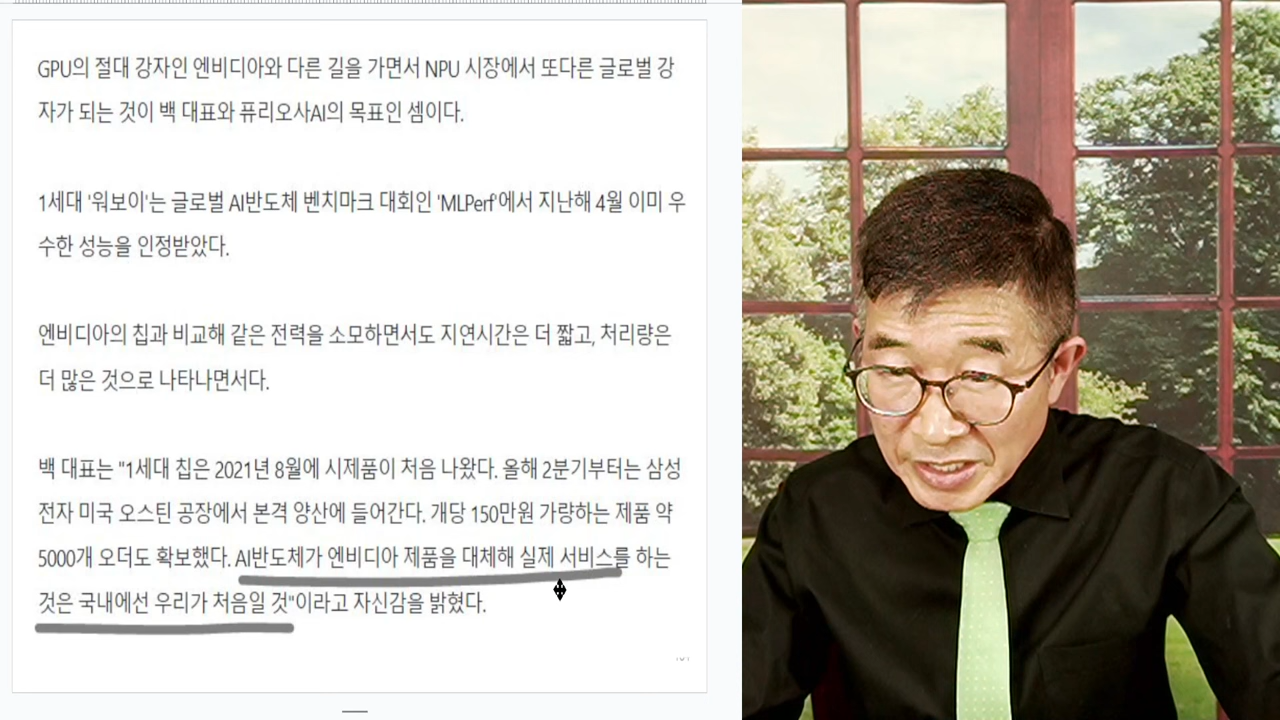 GPU의 절대 강자인 엔비디아와 다른 길을 가면서 NPU 시장에서 또다른 글로벌 강
자가 되는 것이 백 대표와 퓨리오사AI의 목표인 셈이다.
1세대 '워보이'는 글로벌 AI반도체 벤치마크 대회인 'MLPerf'에서 지난해 4월 이미 우
수한 성능을 인정받았다.
엔비디아의 칩과 비교해 같은 전력을 소모하면서도 지연시간은 더 짧고, 처리량은
더 많은 것으로 나타나면서다.
백 대표는 "1세대 칩은 2021년 8월에 시제품이 처음 나왔다. 올해 2분기부터는 삼성
전자 미국 오스틴 공장에서 본격 양산에 들어간다. 개당 150만원 가량하는 제품 약
5000개 오더도 확보했다. AI반도체가 엔비디아 제품을 대체해 실제 서비스를 하는
것은 국내에선 우리가 처음일 것"이라고 자신감을 밝혔다.